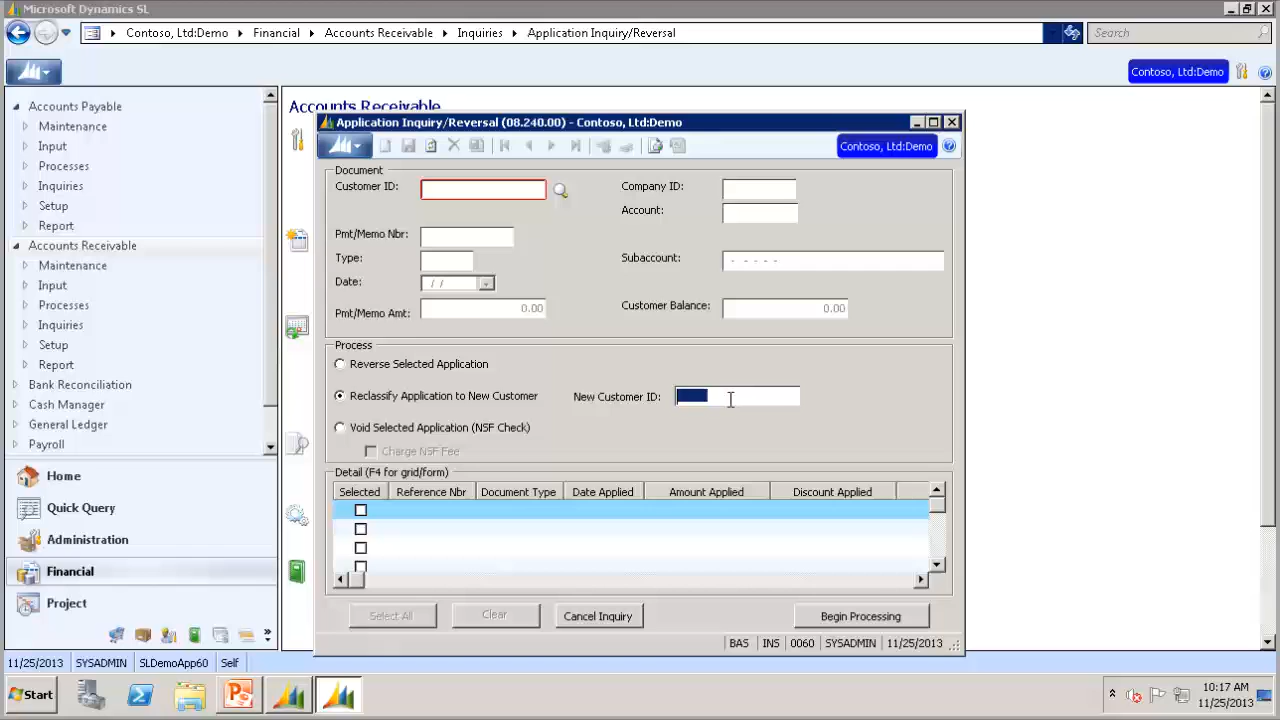 Microsoft Dynamics SL
Contoso, Ltd:Demo Financial Accounts Receivable Inquiries Application Inquiry/Reversal Search
Contoso, Ltd:Demo
Accounts Payable
Maintenance
Input
Processes
Inquiries
Setup
Report
Accounts Receivable
Maintenance
Input
Processes
Inquiries
Setup
Report
Bank Reconciliation
Cash Manager
General Ledger
Payroll
Home
Quick Query
Administration
Financial
Project
Accounts Receivable
Application Inquiry/Reversal (08.240.00) - Contoso, Ltd:Demo
Contoso, Ltd:Demo
Document
Customer ID: Company ID:
Account:
Pmt/Memo Nbr:
Type: Subaccount: - - - - -
Date: / /
Pmt/Memo Amt: 0.00 Customer Balance: 0.00
Process
Reverse Selected Application
Reclassify Application to New Customer New Customer ID:
Void Selected Application (NSF Check)
Charge NSF Fee
Detail (F4 for grid/form)
Selected Reference Nbr Document Type Date Applied Amount Applied Discount Applied
Select All Clear Cancel Inquiry Begin Processing
BAS INS 0060 SYSADMIN 11/25/2013
11/25/2013 SYSADMIN SLDemoApp60 Self
Start 10:17 AM
11/25/2013